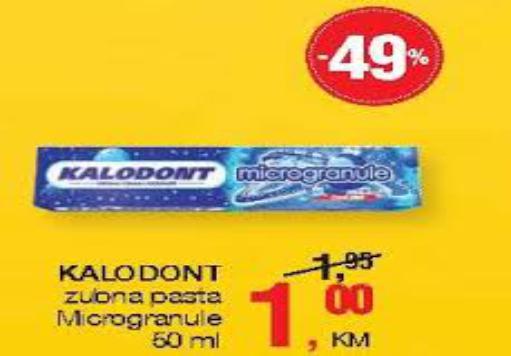 -49%
KALODONT microgranule
KALODONT
zubna pasta
Microgranule
50 ml
1,95
1,00 KM